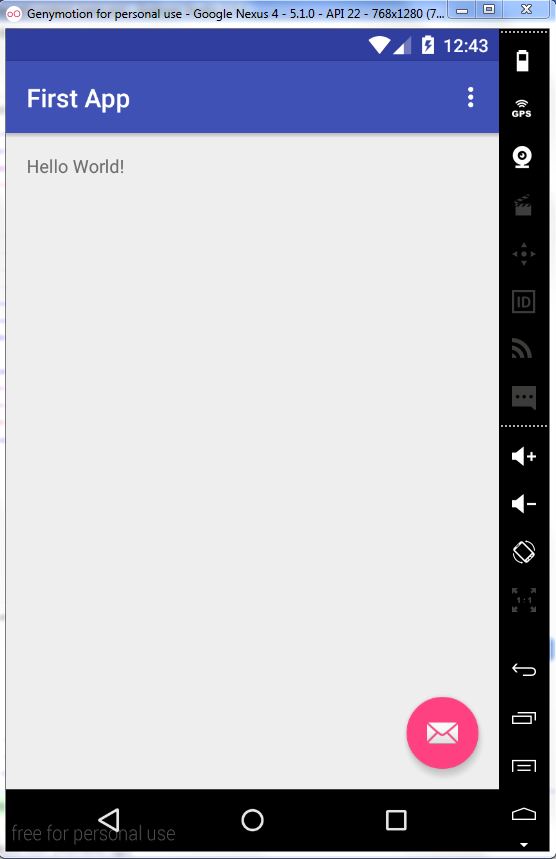 Genymotion for personal use - Google Nexus 4 - 5.1.0 - API 22 - 768x1280 (7...
12:43
First App
GPS
Hello World!
ID
1:1
free for personal use